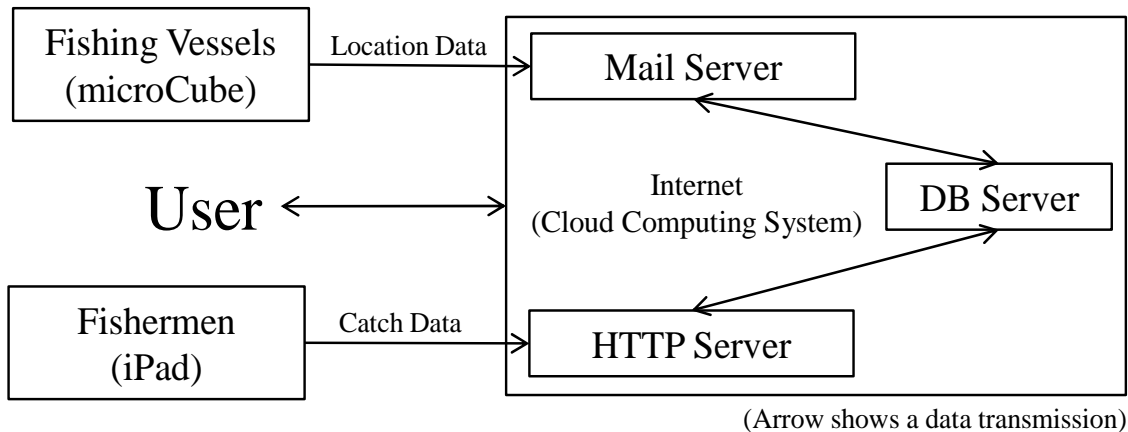 Fishing Vessels
(microCube)
Location Data
Mail Server
User
Internet
(Cloud Computing System)
DB Server
Fishermen
(iPad)
Catch Data
HTTP Server
(Arrow shows a data transmission)